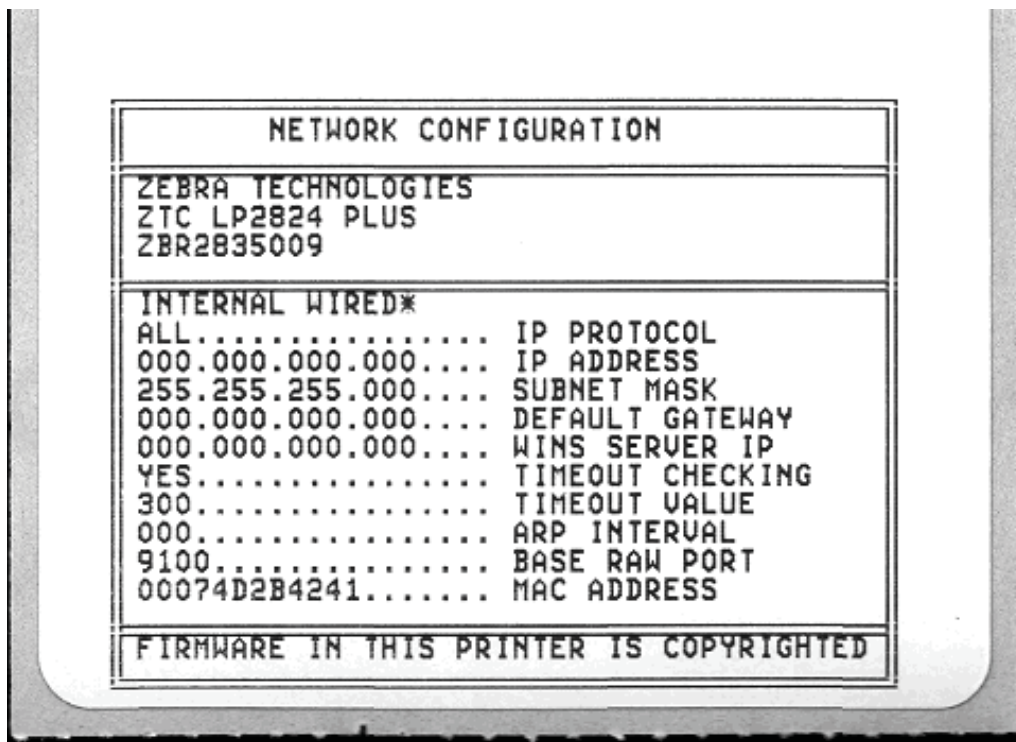 NETWORK CONFIGURATION
ZEBRA TECHNOLOGIES
ZTC LP2824 PLUS
ZBR2835009
INTERNAL WIRED*
ALL................ IP PROTOCOL
000.000.000.000.... IP ADDRESS
255.255.255.000.... SUBNET MASK
000.000.000.000.... DEFAULT GATEWAY
000.000.000.000.... WINS SERVER IP
YES................ TIMEOUT CHECKING
300................ TIMEOUT VALUE
000................ ARP INTERVAL
9100............... BASE RAW PORT
00074D2B4241....... MAC ADDRESS
FIRMWARE IN THIS PRINTER IS COPYRIGHTED